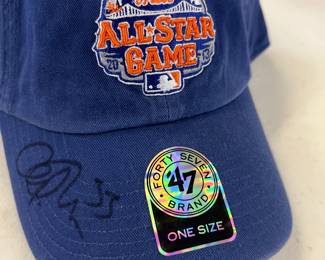 ALL★STAR
20 13
GAME
FORTY SEVEN
'47
BRAND
ONE SIZE